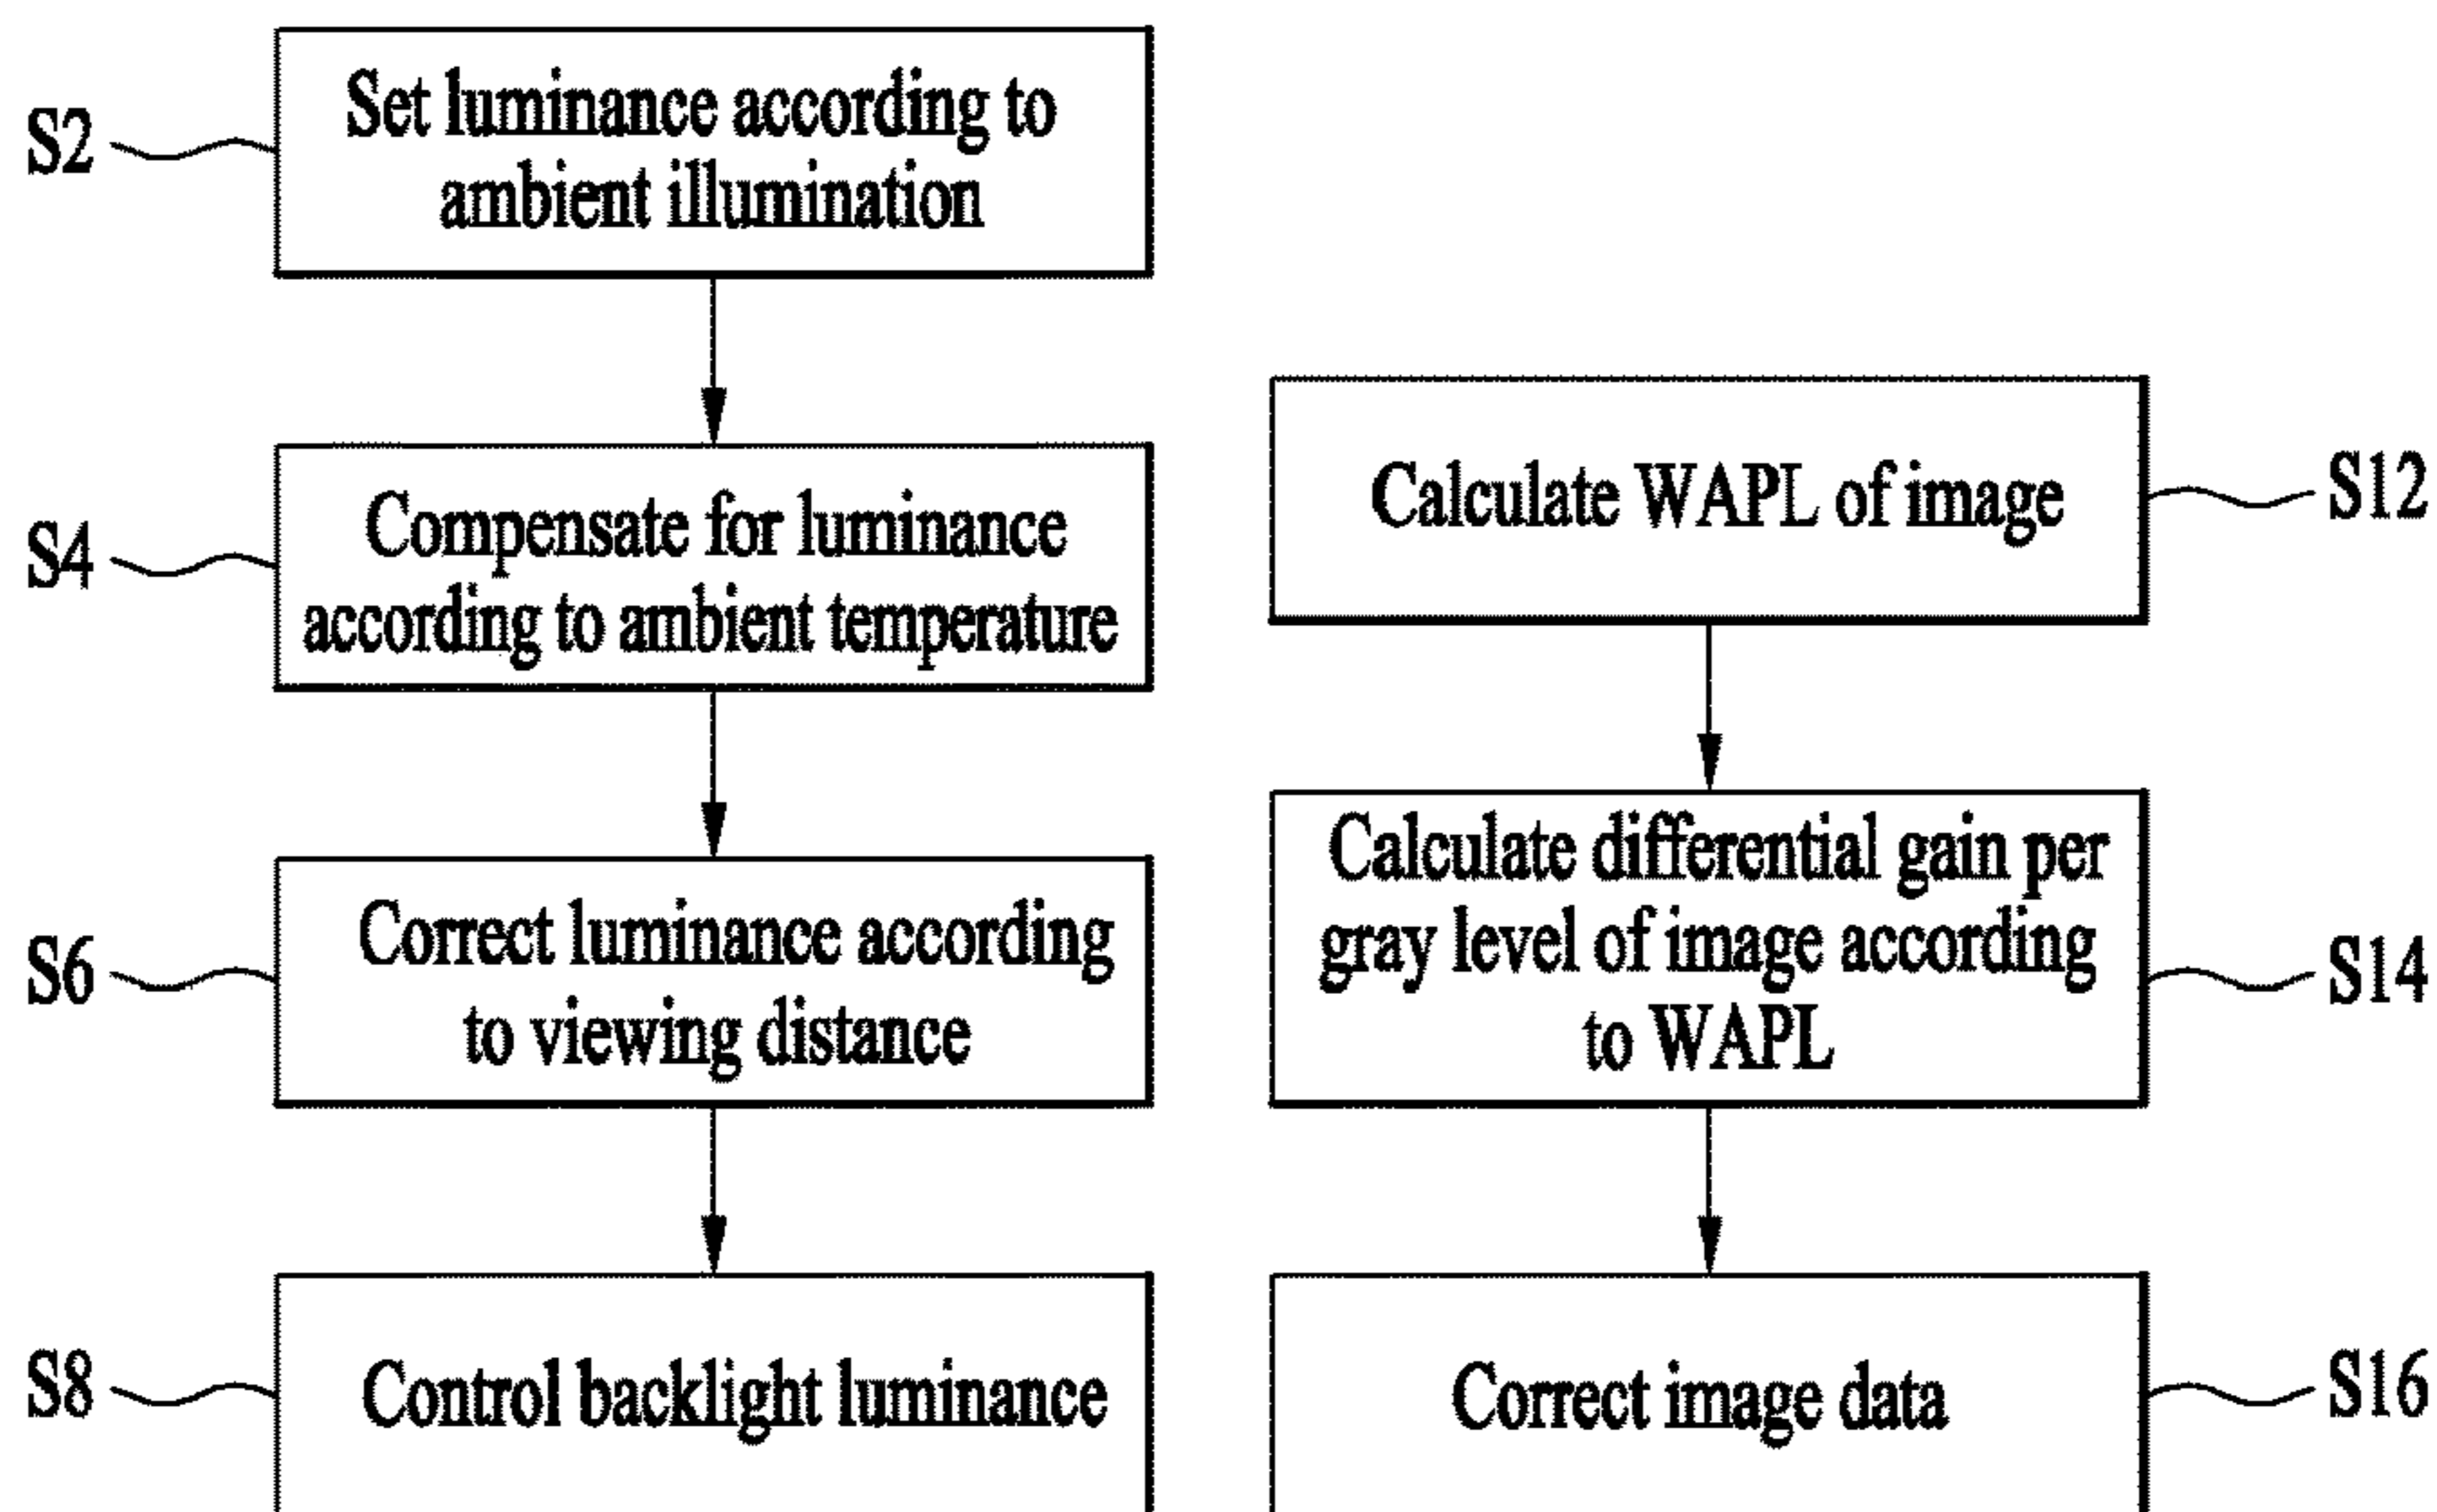 S2
Set luminance according to
ambient illumination
S4
Compensate for luminance
according to ambient temperature
S6
Correct luminance according
to viewing distance
S8
Control backlight luminance
Calculate WAPL of image
S12
Calculate differential gain per
gray level of image according
to WAPL
S14
Correct image data
S16